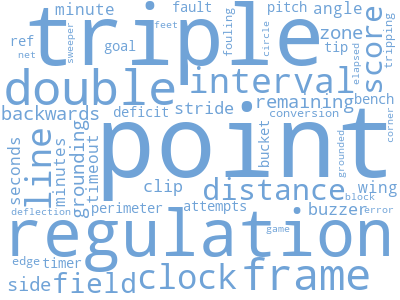 minute fault pitch angle
triple
score
ref
net
sweeper
goal
feet
fouling
circle
zone
tip
elapsed
tripping
double interval
backwards deficit stride remaining bench
conversion
corner
point
line
seconds
minutes
grounding
timeout
bucket
grounded
clip distance wing
block
deflection perimeter attempts buzzer error
regulation game
edge timer
side field clock frame